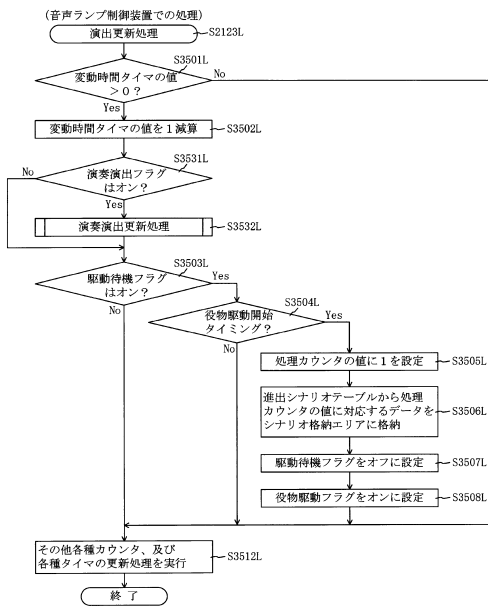 (音声ランプ制御装置での処理)
演出更新処理
S2123L
S3501L
変動時間タイマの値
>0?
No
Yes
変動時間タイマの値を1減算
S3502L
S3531L
No
演奏演出フラグ
はオン?
Yes
演奏演出更新処理
S3532L
S3503L
駆動待機フラグ
はオン?
Yes
No
S3504L
役物駆動開始
タイミング?
Yes
No
処理カウンタの値に1を設定
S3505L
進出シナリオテーブルから処理
カウンタの値に対応するデータを
シナリオ格納エリアに格納
S3506L
駆動待機フラグをオフに設定
S3507L
役物駆動フラグをオンに設定
S3508L
その他各種カウンタ、及び
各種タイマの更新処理を実行
S3512L
終了